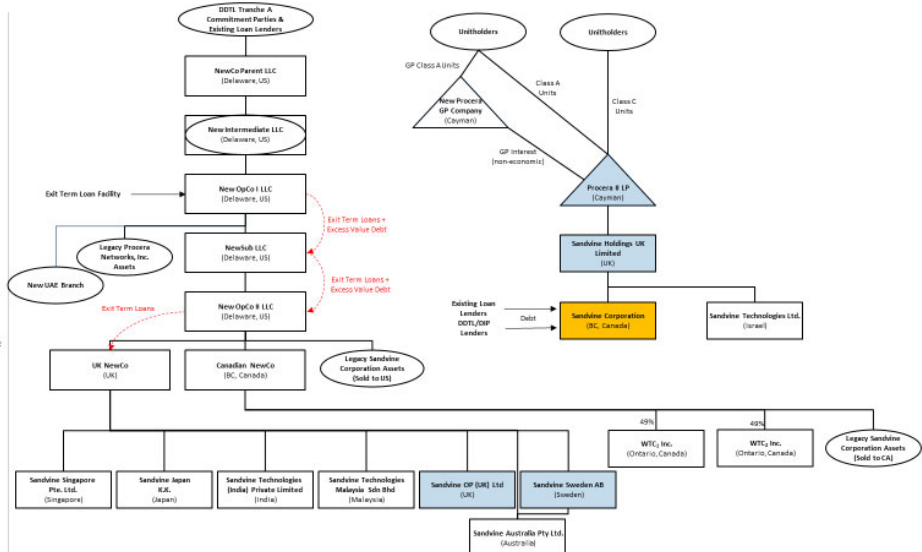 DDTL Tranche A
Commitment Parties &
Existing Loan Lenders
NewCo Parent LLC
(Delaware, US)
New Intermediate LLC
(Delaware, US)
Exit Term Loan Facility
New OpCo I LLC
(Delaware, US)
Exit Term Loans +
Excess Value Debt
Legacy Procera
Networks, Inc.
Assets
New UAE Branch
NewSub LLC
(Delaware, US)
Exit Term Loans +
Excess Value Debt
Exit Term Loans
New OpCo II LLC
(Delaware, US)
UK NewCo
(UK)
Canadian NewCo
(BC, Canada)
Legacy Sandvine
Corporation Assets
(Sold to US)
Unitholders
Unitholders
GP Class A Units
Class A
Units
Class C
Units
New Procera
GP Company
(Cayman)
GP Interest
(non-economic)
Procera II LP
(Cayman)
Sandvine Holdings UK
Limited
(UK)
Existing Loan
Lenders
DDTL/DIP
Lenders
Debt
Sandvine Corporation
(BC, Canada)
Sandvine Technologies Ltd.
(Israel)
49%
49%
WTC₁ Inc.
(Ontario, Canada)
WTC₂ Inc.
(Ontario, Canada)
Legacy Sandvine
Corporation Assets
(Sold to CA)
Sandvine Singapore
Pte. Ltd.
(Singapore)
Sandvine Japan
K.K.
(Japan)
Sandvine Technologies
(India) Private Limited
(India)
Sandvine Technologies
Malaysia Sdn Bhd
(Malaysia)
Sandvine OP (UK) Ltd
(UK)
Sandvine Sweden AB
(Sweden)
Sandvine Australia Pty Ltd.
(Australia)